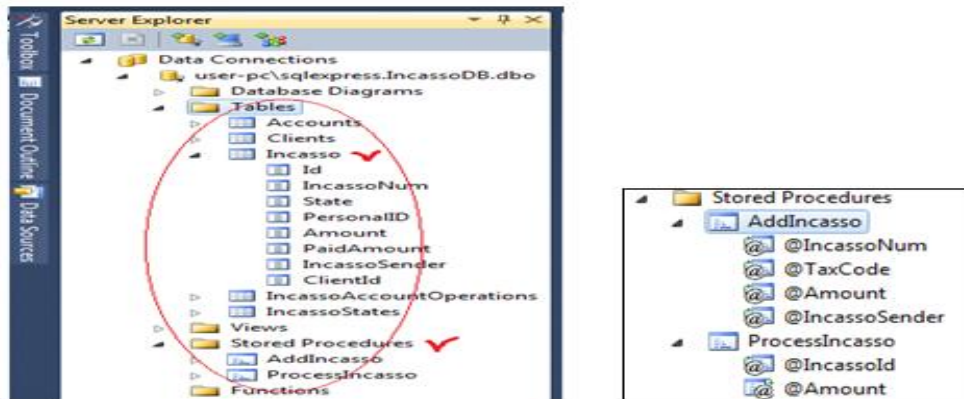 Server Explorer
Toolbox
Document Outline
Data Sources
Data Connections
user-pc\sqlexpress.IncassoDB.dbo
Database Diagrams
Tables
Accounts
Clients
Incasso
Id
IncassoNum
State
PersonalID
Amount
PaidAmount
IncassoSender
ClientId
IncassoAccountOperations
IncassoStates
Views
Stored Procedures
AddIncasso
ProcessIncasso
Functions
Stored Procedures
AddIncasso
@IncassoNum
@TaxCode
@Amount
@IncassoSender
ProcessIncasso
@IncassoId
@Amount